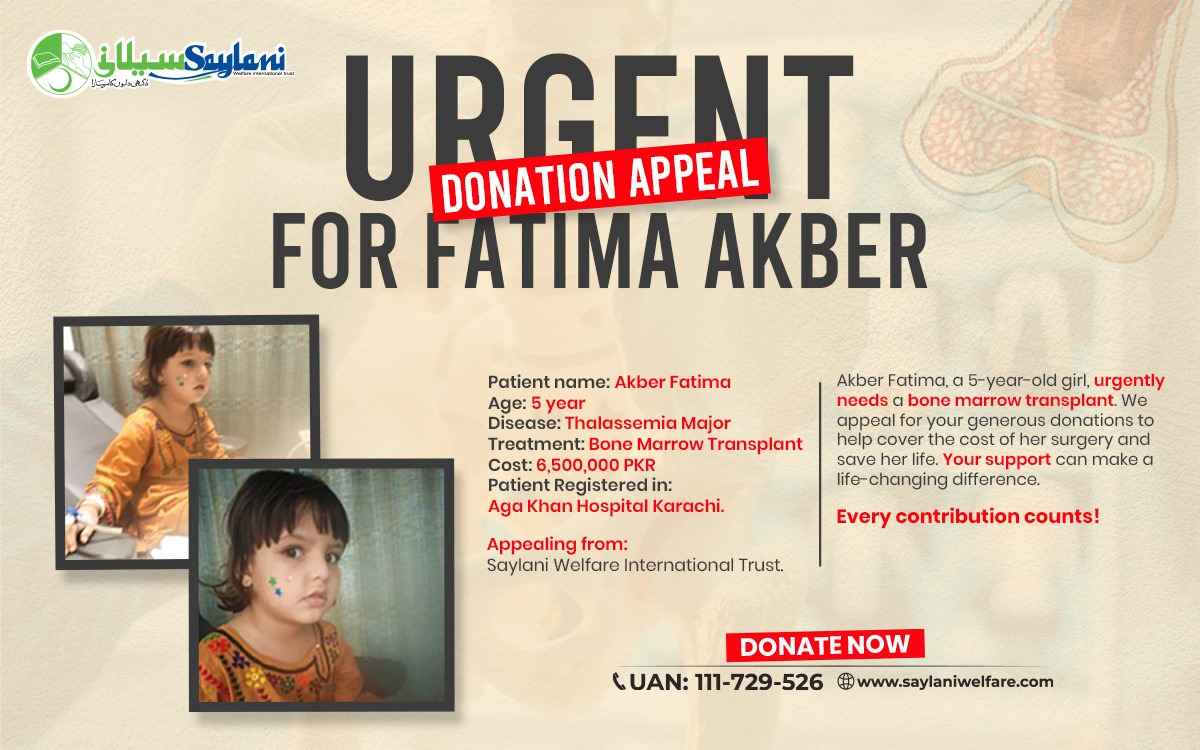 سیلانی Saylani
Welfare international trust
URGENT
DONATION APPEAL
FOR FATIMA AKBER
Patient name: Akber Fatima
Age: 5 year
Disease: Thalassemia Major
Treatment: Bone Marrow Transplant
Cost: 6,500,000 PKR
Patient Registered in:
Aga Khan Hospital Karachi.
Appealing from:
Saylani Welfare International Trust.
Akber Fatima, a 5-year-old girl, urgently
needs a bone marrow transplant. We
appeal for your generous donations to
help cover the cost of her surgery and
save her life. Your support can make a
life-changing difference.
Every contribution counts!
DONATE NOW
UAN: 111-729-526 www.saylaniwelfare.com